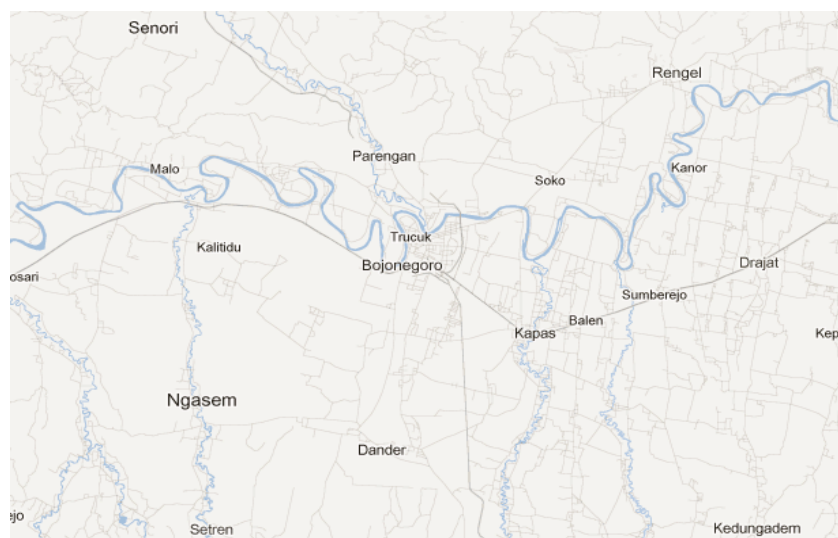 Senori
Rengel
Parengan
Malo
Kanor
Soko
Trucuk
Kalitidu
Bojonegoro
Drajat
osari
Sumberejo
Balen
Kapas
Kep
Ngasem
Dander
ejo
Setren
Kedungadem